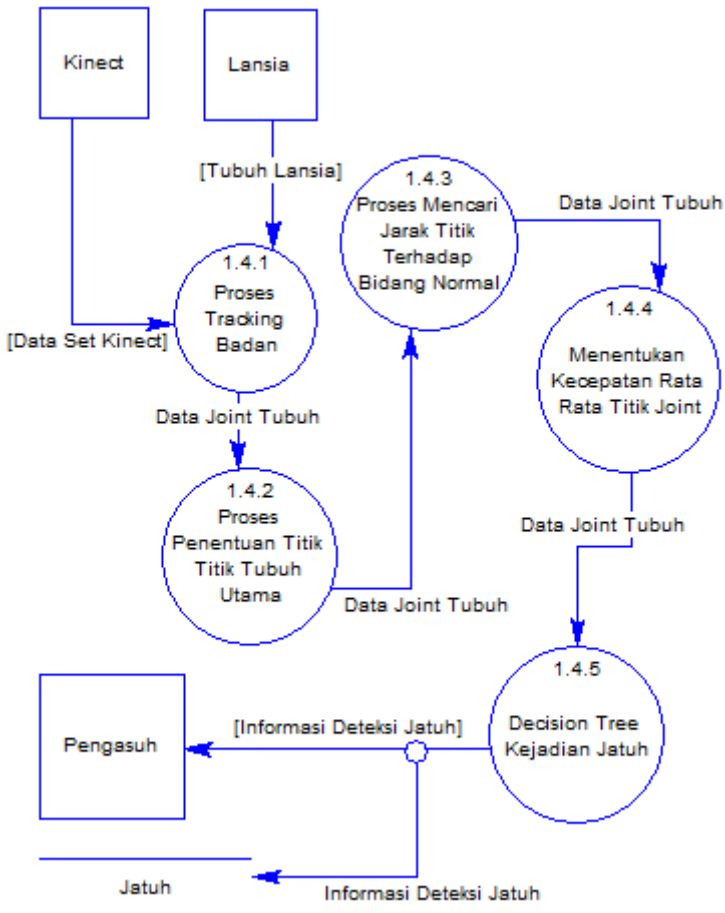 Kinect
Lansia
[Tubuh Lansia]
1.4.1
Proses
Tracking
Badan
[Data Set Kinect]
Data Joint Tubuh
1.4.2
Proses
Penentuan Titik
Titik Tubuh
Utama
Data Joint Tubuh
1.4.3
Proses Mencari
Jarak Titik
Terhadap
Bidang Normal
Data Joint Tubuh
1.4.4
Menentukan
Kecepatan Rata
Rata Titik Joint
Data Joint Tubuh
1.4.5
Decision Tree
Kejadian Jatuh
[Informasi Deteksi Jatuh]
Pengasuh
Jatuh
Informasi Deteksi Jatuh